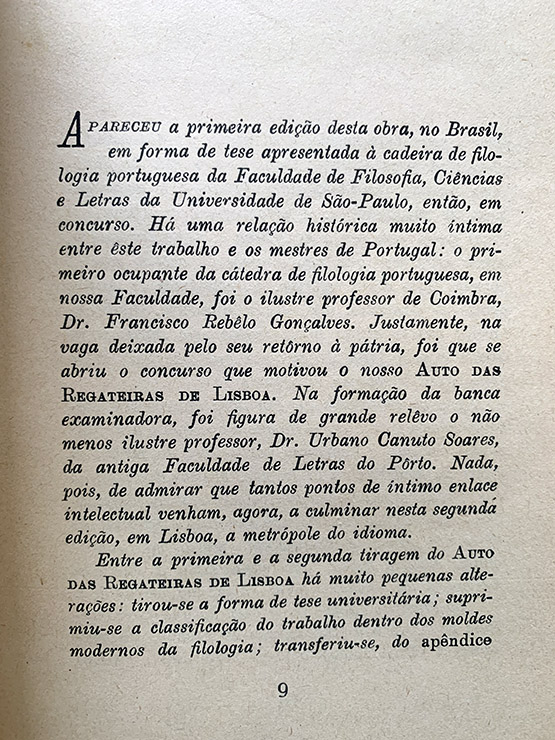 APARECEU a primeira edição desta obra, no Brasil,
em forma de tese apresentada à cadeira de filo-
logia portuguesa da Faculdade de Filosofia, Ciências
e Letras da Universidade de São-Paulo, então, em
concurso. Há uma relação histórica muito íntima
entre êste trabalho e os mestres de Portugal: o pri-
meiro ocupante da cátedra de filologia portuguesa, em
nossa Faculdade, foi o ilustre professor de Coimbra,
Dr. Francisco Rebêlo Gonçalves. Justamente, na
vaga deixada pelo seu retôrno à pátria, foi que se
abriu o concurso que motivou o nosso AUTO DAS
REGATEIRAS DE LISBOA. Na formação da banca
examinadora, foi figura de grande relêvo o não
menos ilustre professor, Dr. Urbano Canuto Soares,
da antiga Faculdade de Letras do Pôrto. Nada,
pois, de admirar que tantos pontos de íntimo enlace
intelectual venham, agora, a culminar nesta segunda
edição, em Lisboa, a metrópole do idioma.
Entre a primeira e a segunda tiragem do AUTO
DAS REGATEIRAS DE LISBOA há muito pequenas alte-
rações: tirou-se a forma de tese universitária; supri-
miu-se a classificação do trabalho dentro dos moldes
modernos da filologia; transferiu-se, do apêndice
9